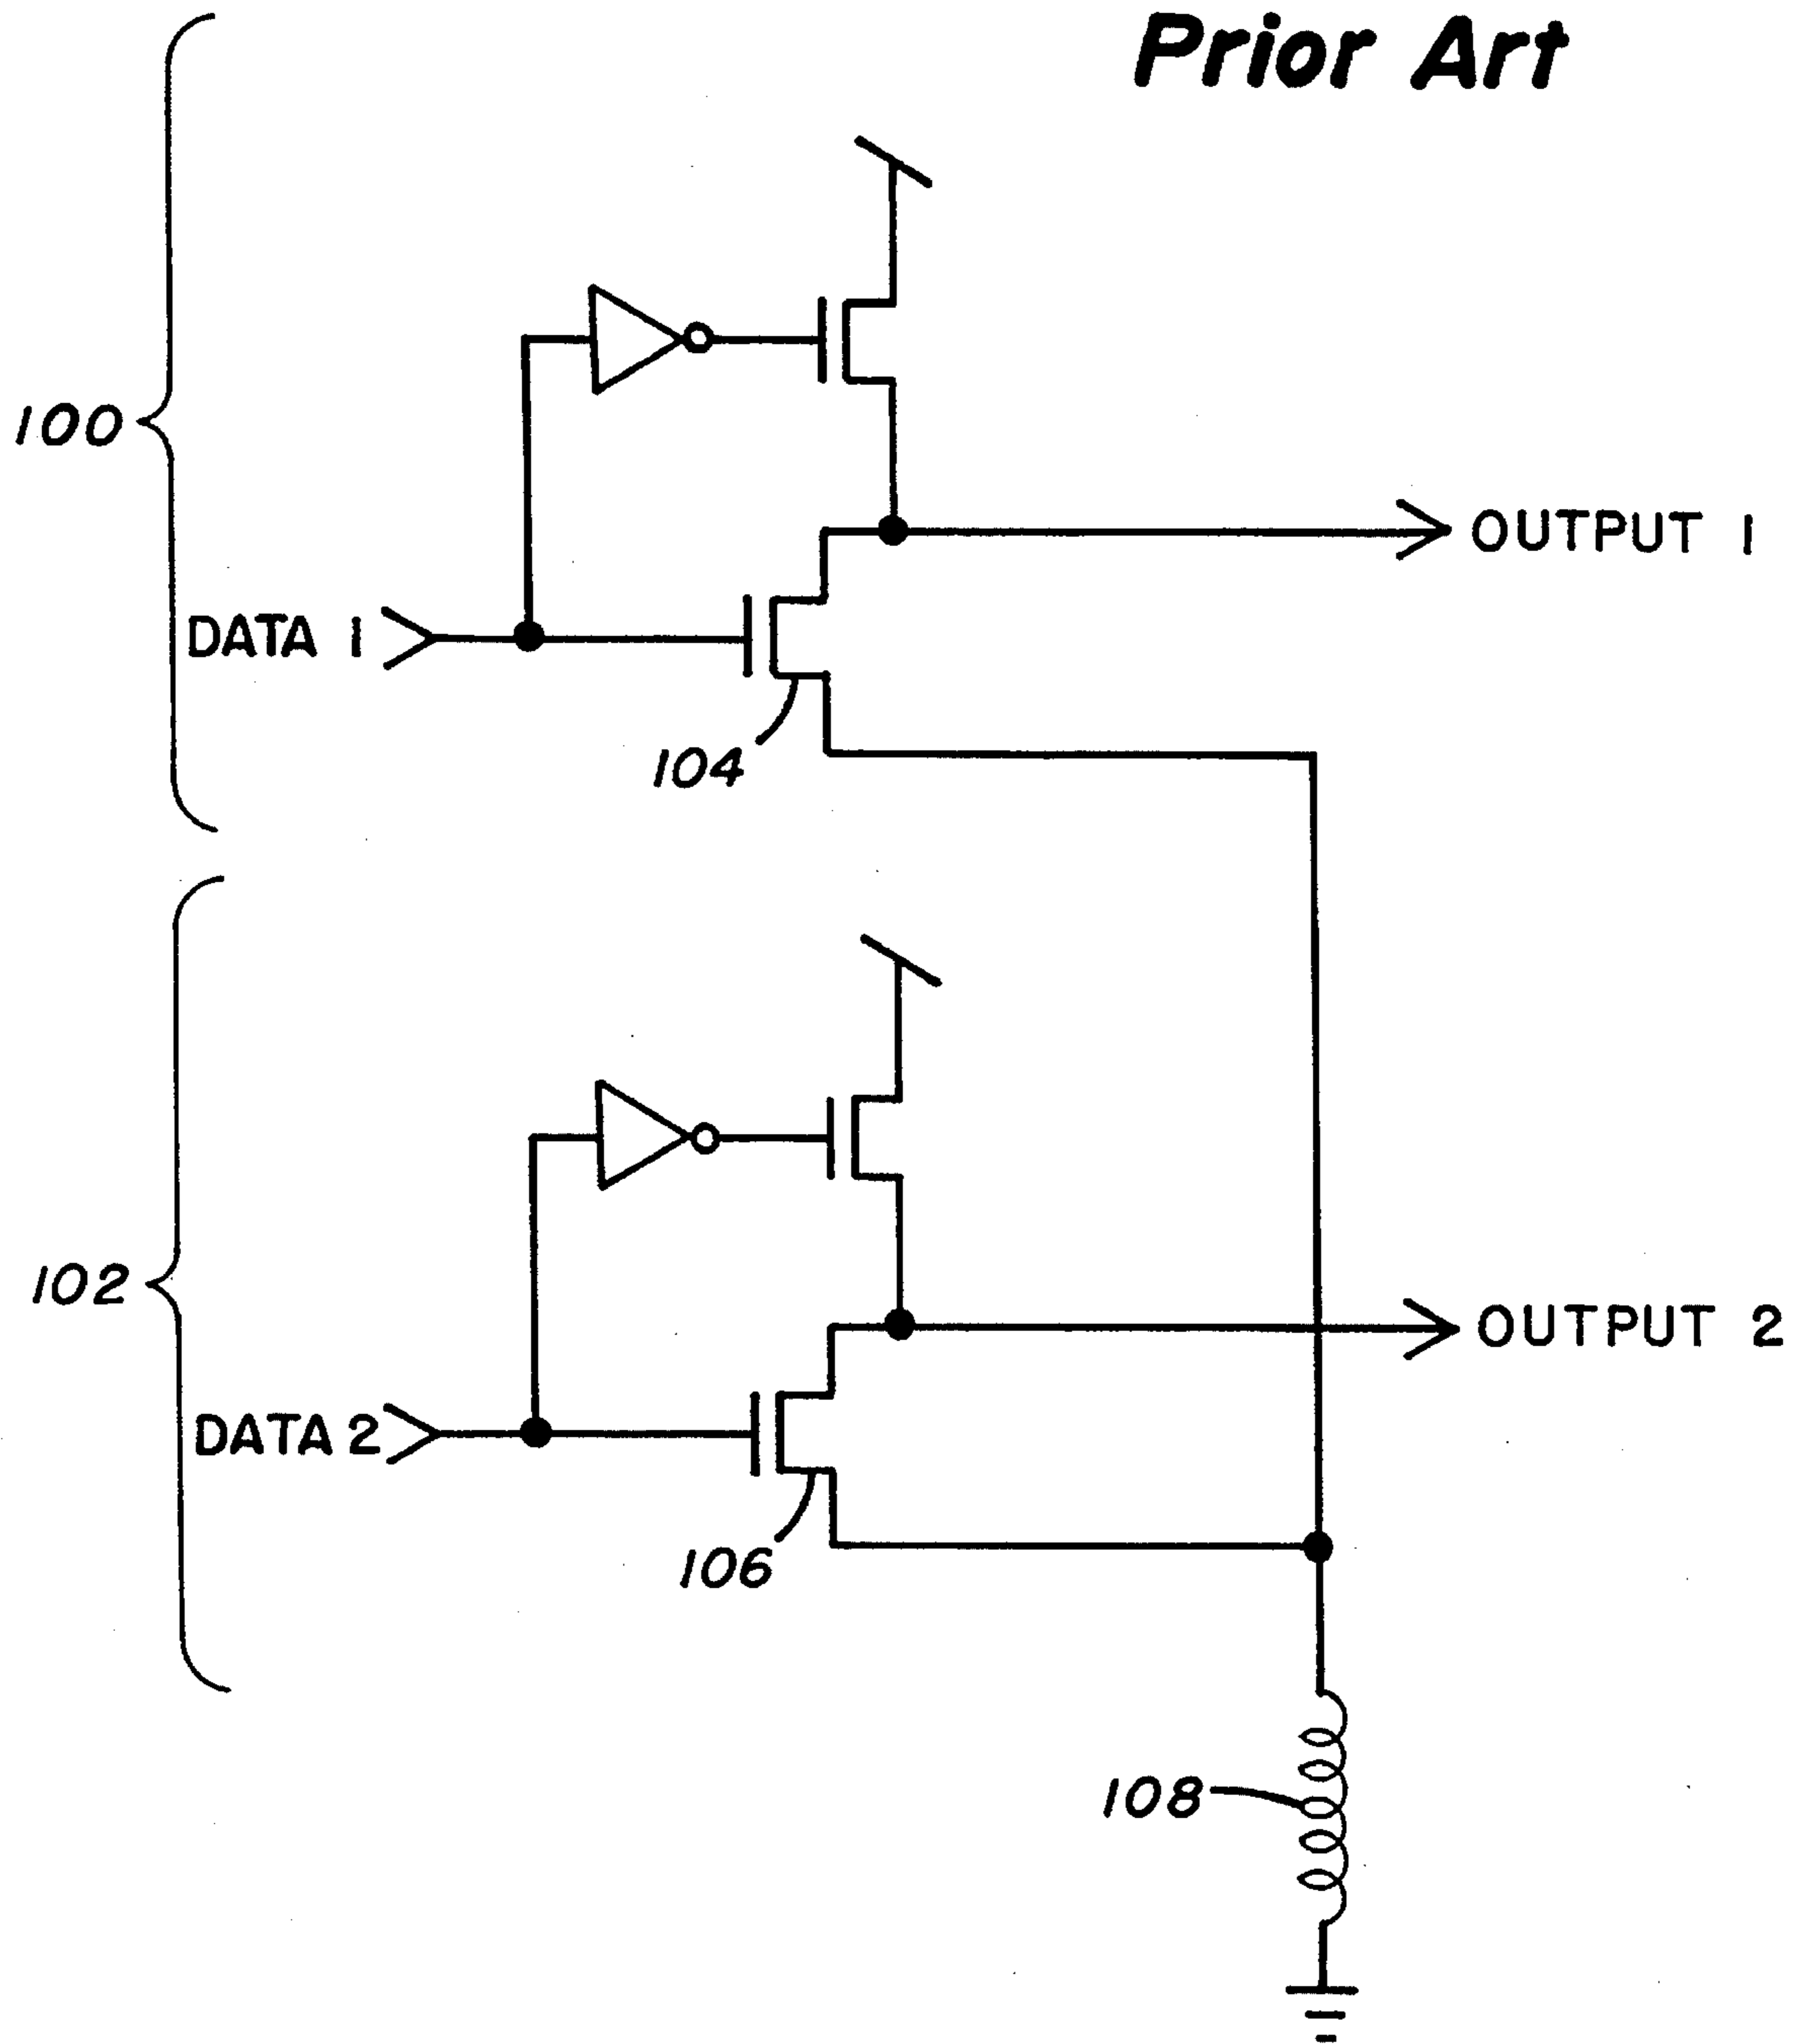 Prior Art
100
OUTPUT 1
DATA 1
104
102
OUTPUT 2
DATA 2
106
108